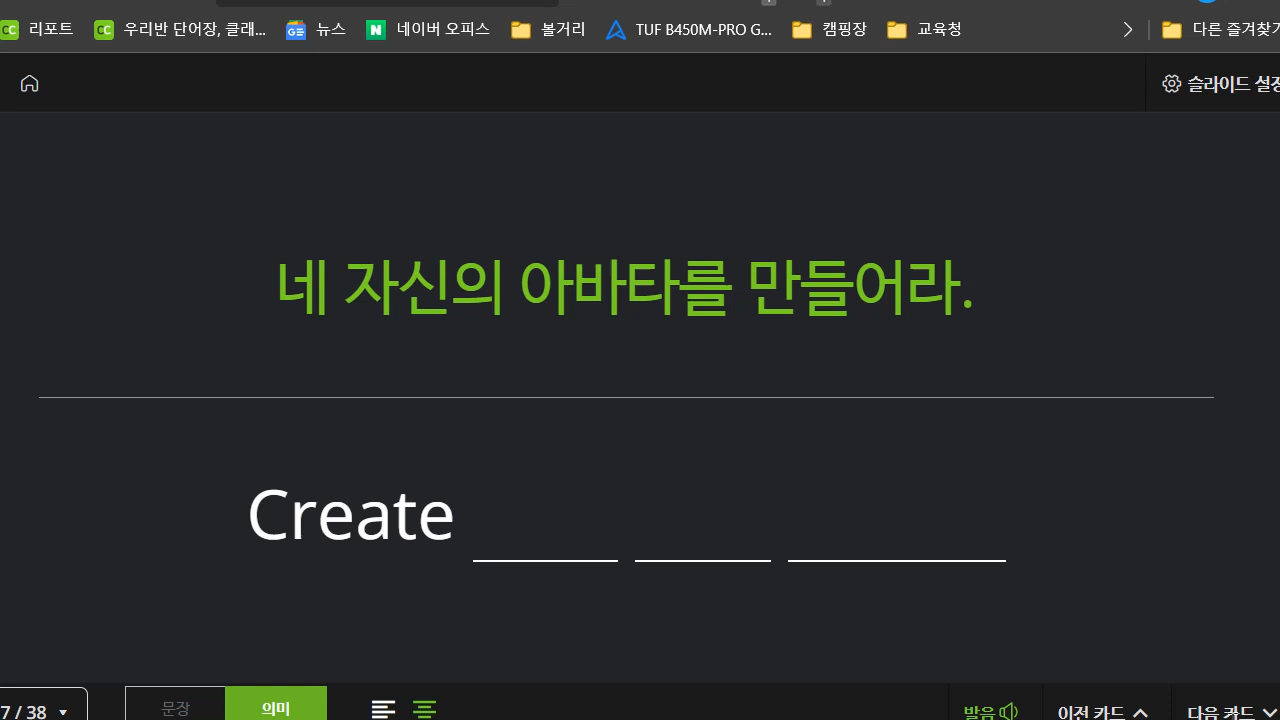 리포트 우리반 단어장, 클래... 뉴스 네이버 오피스 볼거리 TUF B450M-PRO G... 캠핑장 교육청 다른 즐겨찾기
슬라이드 설정
네 자신의 아바타를 만들어라.
Create
7 / 38 문장 의미 발음 이전 카드 다음 카드